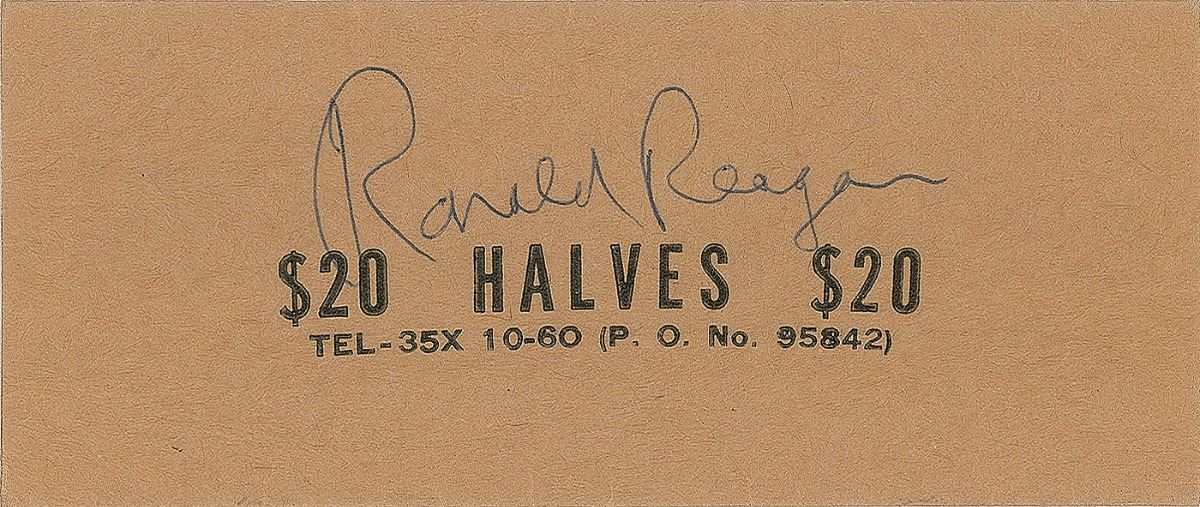 Ronald Reagan
$20 HALVES $20
TEL-35X 10-60 (P. O. No. 95842)